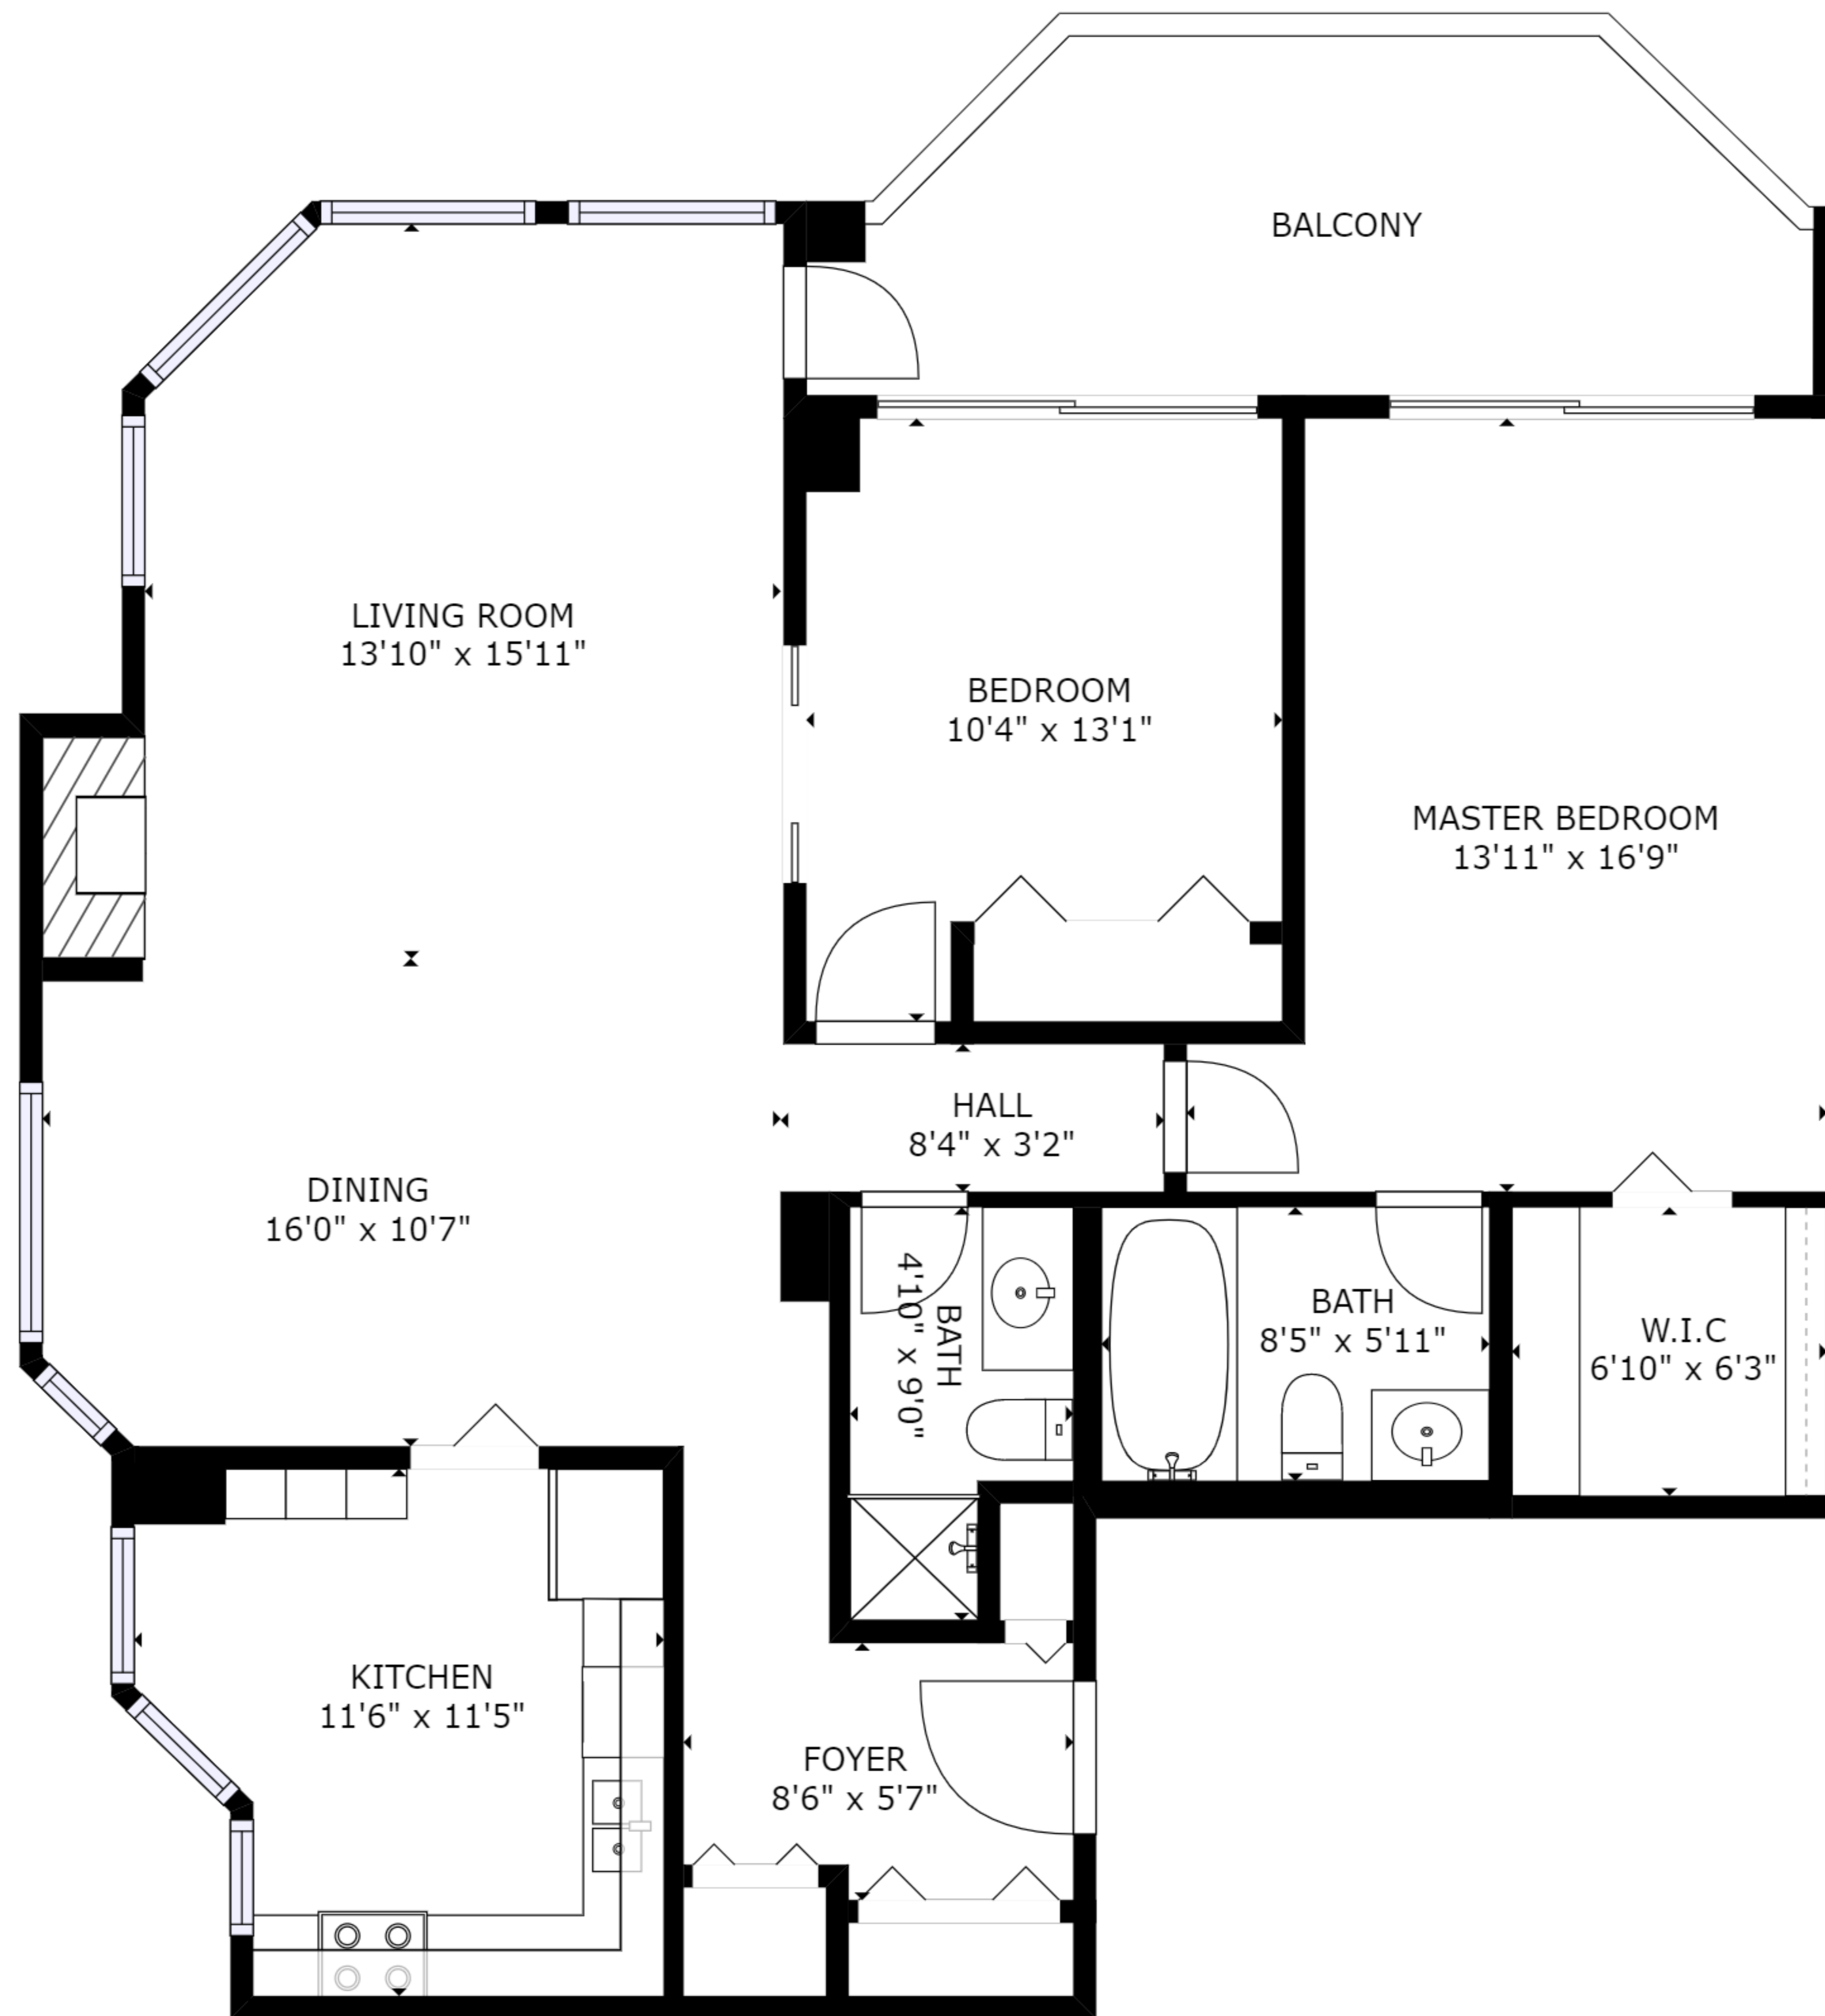 BALCONY
LIVING ROOM
13'10" x 15'11"
BEDROOM
10'4" x 13'1"
MASTER BEDROOM
13'11" x 16'9"
HALL
8'4" x 3'2"
DINING
16'0" x 10'7"
BATH
4'10" x 9'0"
BATH
8'5" x 5'11"
W.I.C
6'10" x 6'3"
KITCHEN
11'6" x 11'5"
FOYER
8'6" x 5'7"